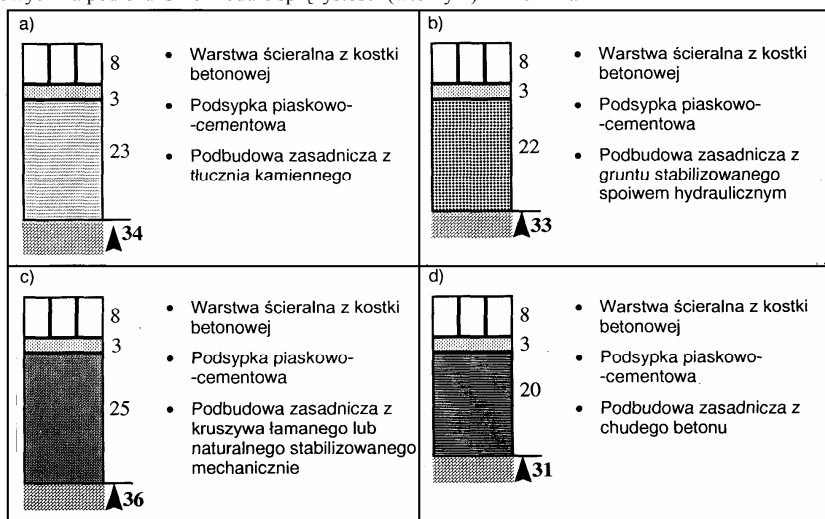 a)
8
3
23
34
• Warstwa ścieralna z kostki
betonowej
• Podsypka piaskowo-
-cementowa
• Podbudowa zasadnicza z
tłucznia kamiennego
b)
8
3
22
33
• Warstwa ścieralna z kostki
betonowej
• Podsypka piaskowo-
-cementowa
• Podbudowa zasadnicza z
gruntu stabilizowanego
spoiwem hydraulicznym
c)
8
3
25
36
• Warstwa ścieralna z kostki
betonowej
• Podsypka piaskowo-
-cementowa
• Podbudowa zasadnicza z
kruszywa łamanego lub
naturalnego stabilizowanego
mechanicznie
d)
8
3
20
31
• Warstwa ścieralna z kostki
betonowej
• Podsypka piaskowo-
-cementowa
• Podbudowa zasadnicza z
chudego betonu